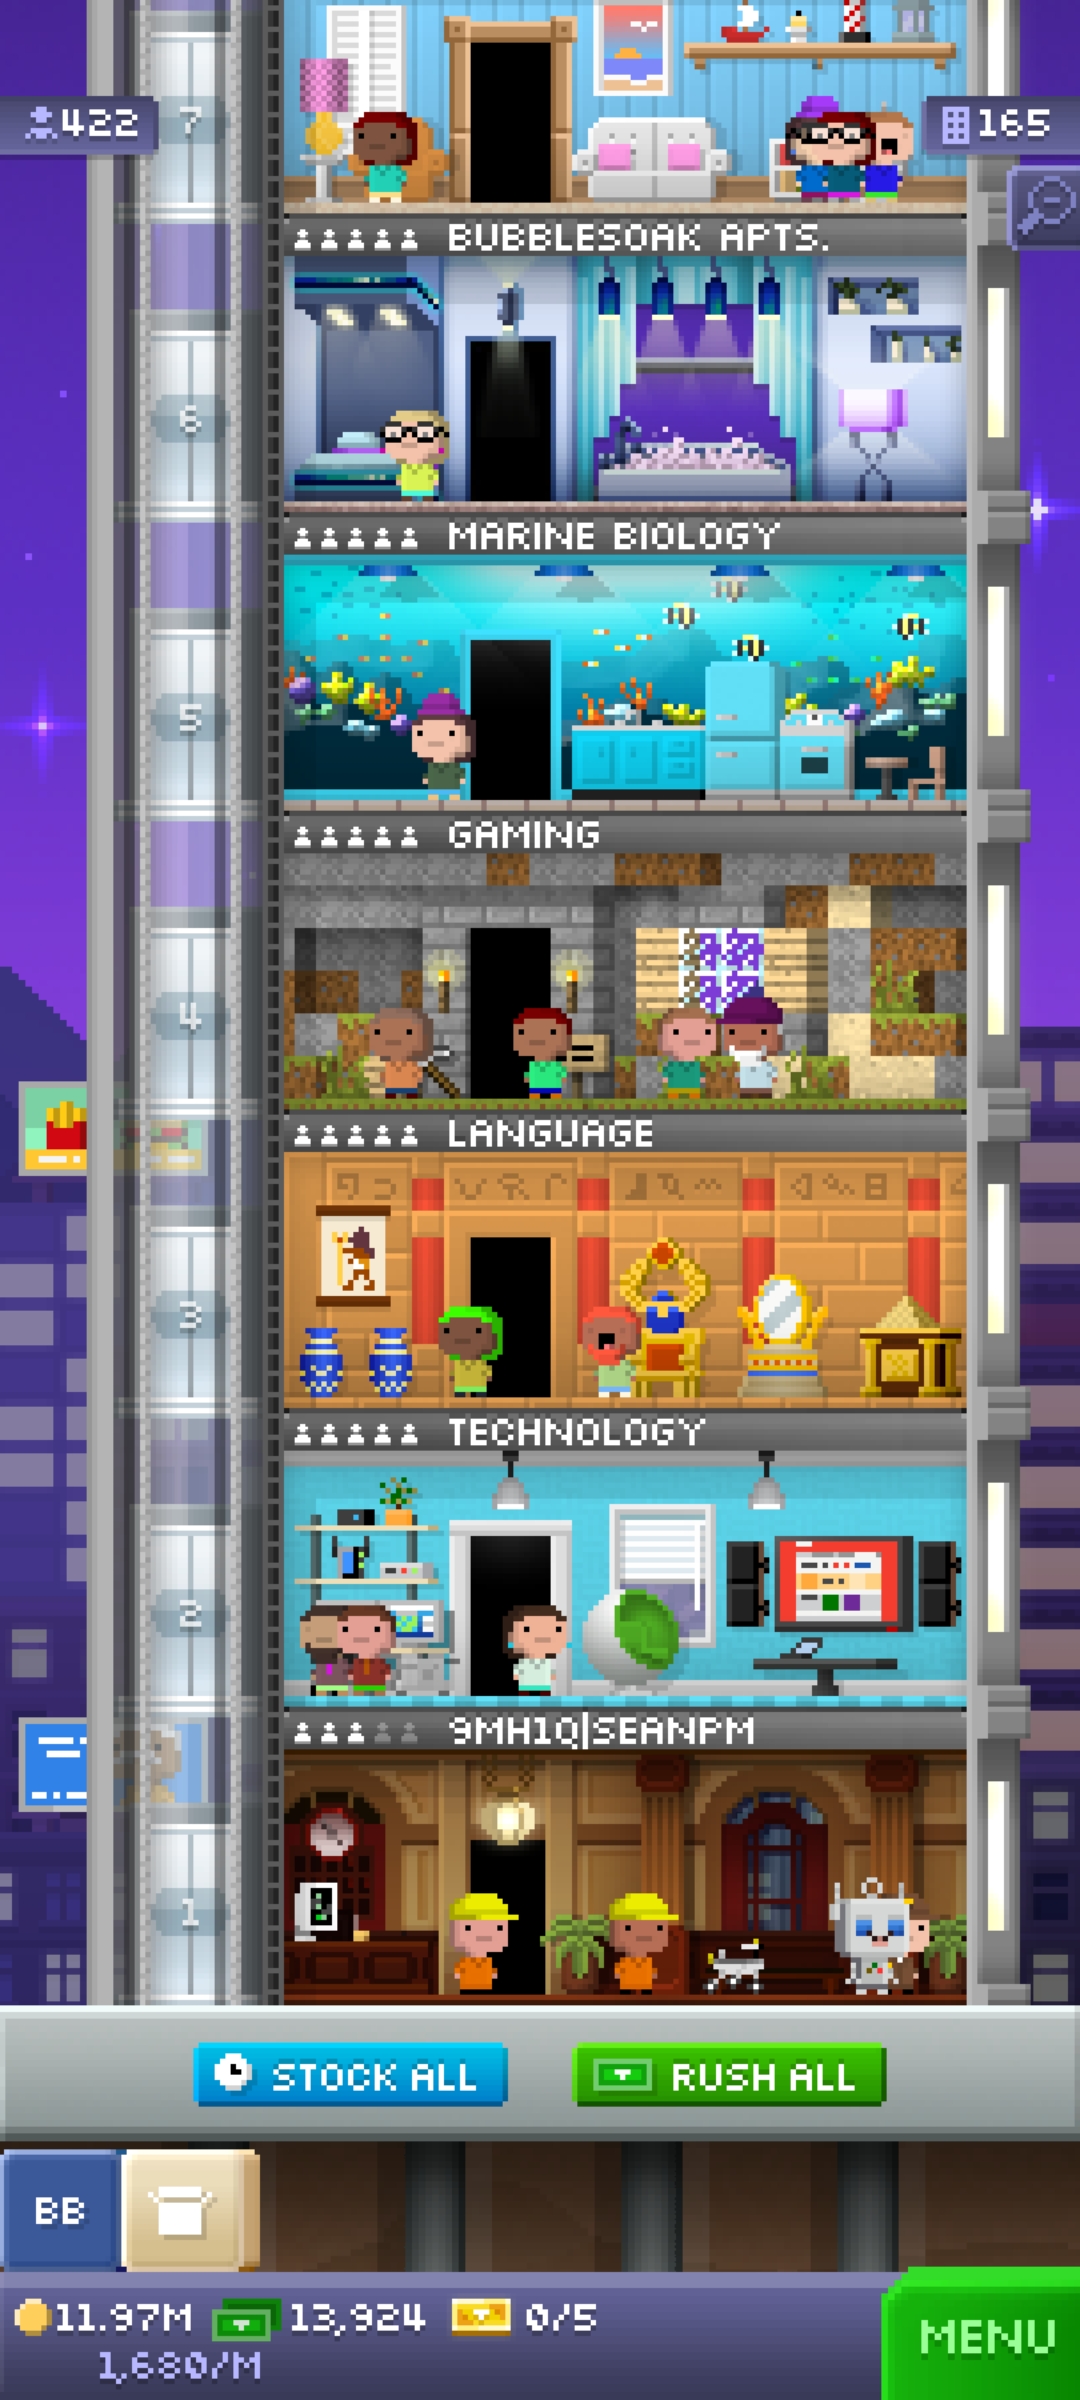 7
422
165
BUBBLESOAK APTS.
6
MARINE BIOLOGY
5
GAMING
4
LANGUAGE
3
TECHNOLOGY
2
9MH1Q|SEANPM
1
STOCK ALL
RUSH ALL
BB
11.97M
13,924
0/5
1,680/M
MENU